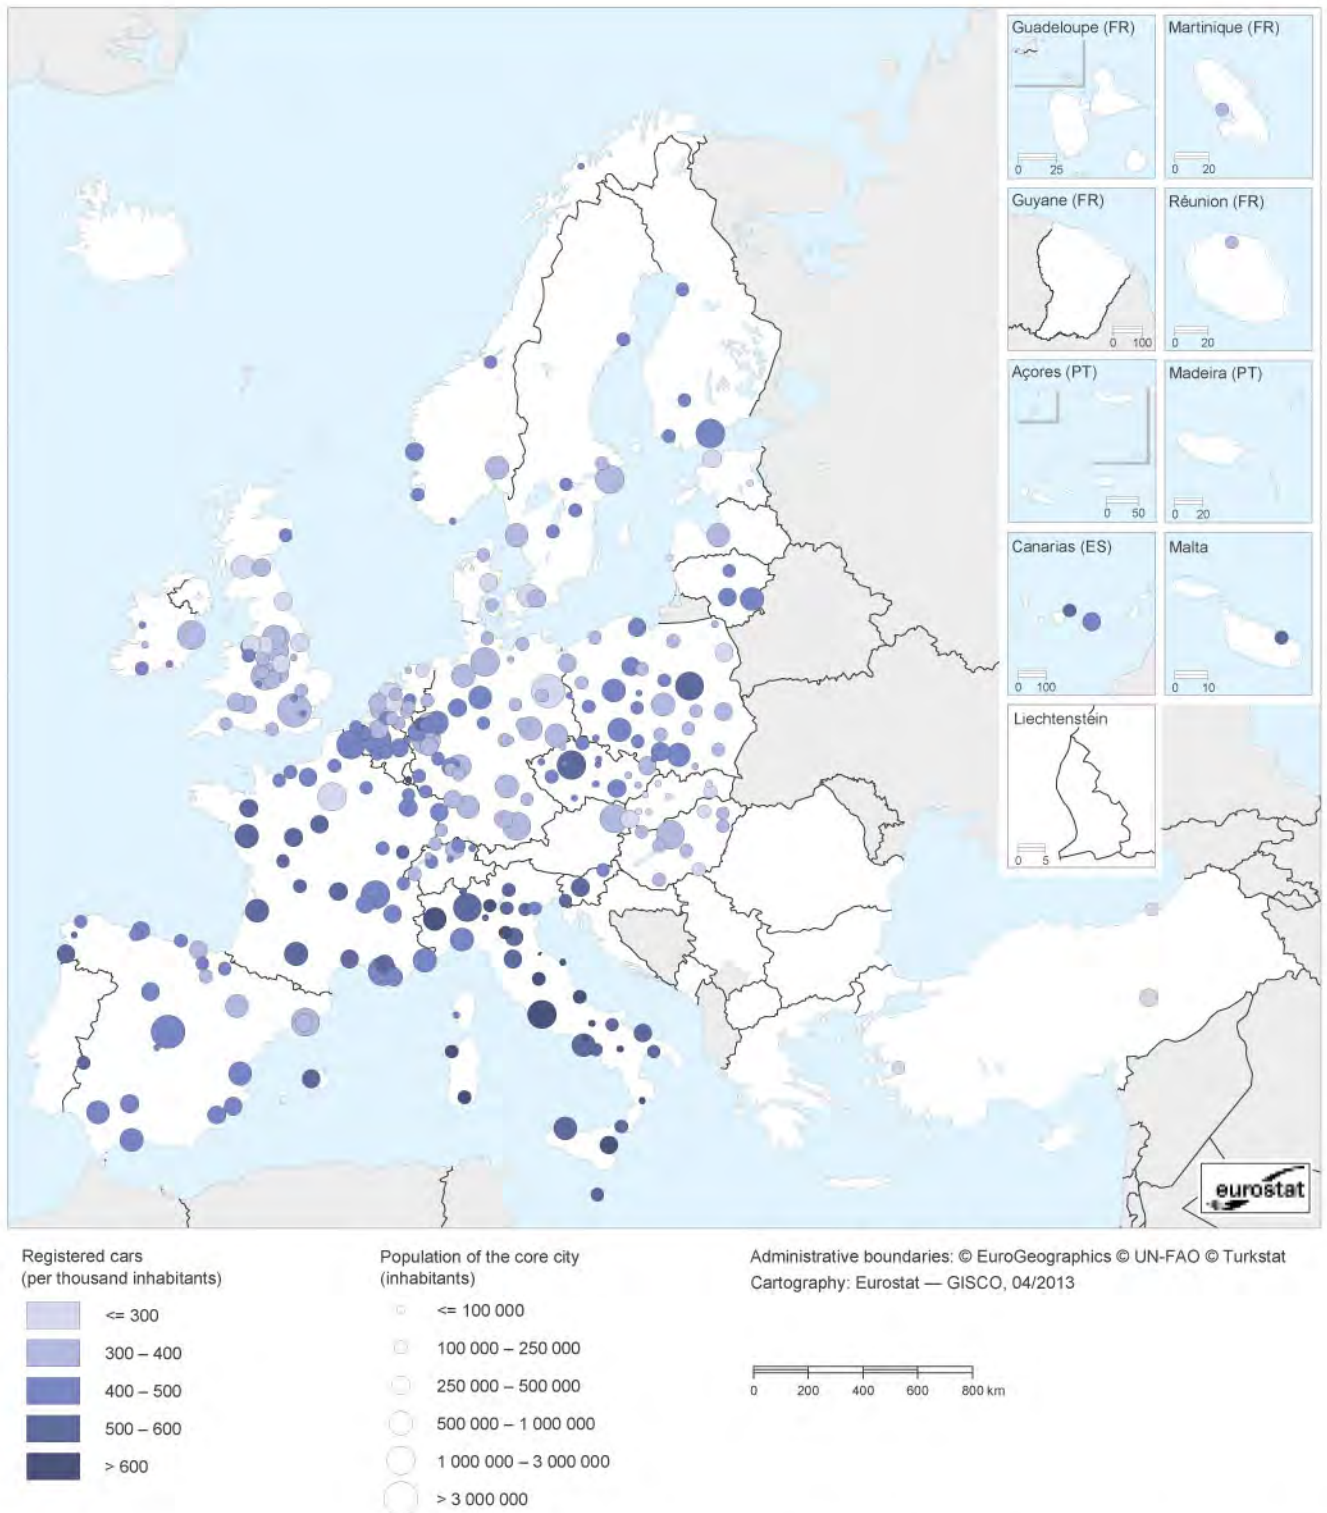 Guadeloupe (FR)
0 25
Martinique (FR)
0 20
Guyane (FR)
0 100
Réunion (FR)
0 20
Açores (PT)
0 50
Madeira (PT)
0 20
Canarias (ES)
0 100
Malta
0 10
Liechtenstein
0 5
eurostat
Registered cars
(per thousand inhabitants)
<= 300
300 – 400
400 – 500
500 – 600
> 600
Population of the core city
(inhabitants)
<= 100 000
100 000 – 250 000
250 000 – 500 000
500 000 – 1 000 000
1 000 000 – 3 000 000
> 3 000 000
Administrative boundaries: © EuroGeographics © UN-FAO © Turkstat
Cartography: Eurostat — GISCO, 04/2013
0 200 400 600 800 km